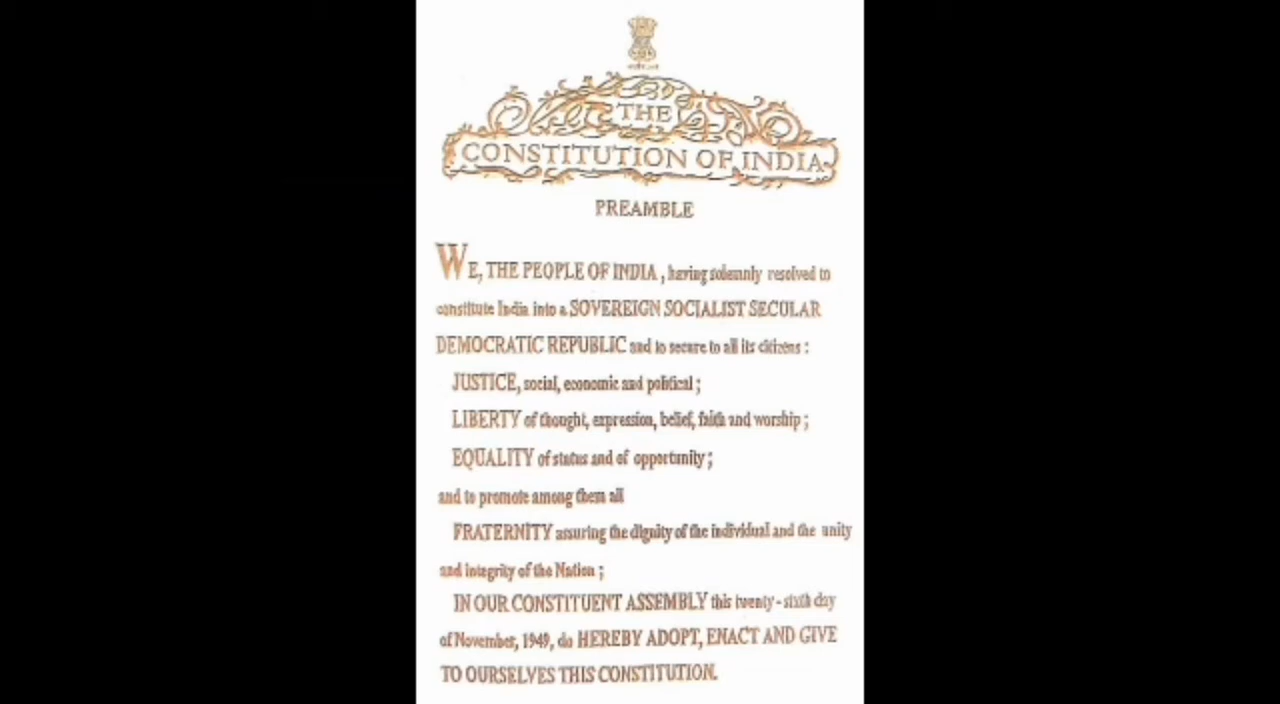 THE
CONSTITUTION OF INDIA
PREAMBLE
WE, THE PEOPLE OF INDIA , having solemnly resolved to
constitute India into a SOVEREIGN SOCIALIST SECULAR
DEMOCRATIC REPUBLIC and to secure to all its citizens :
JUSTICE, social, economic and political ;
LIBERTY of thought, expression, belief, faith and worship ;
EQUALITY of status and of opportunity ;
and to promote among them all
FRATERNITY assuring the dignity of the individual and the unity
and integrity of the Nation ;
IN OUR CONSTITUENT ASSEMBLY this twenty - sixth day
of November, 1949, do HEREBY ADOPT, ENACT AND GIVE
TO OURSELVES THIS CONSTITUTION.